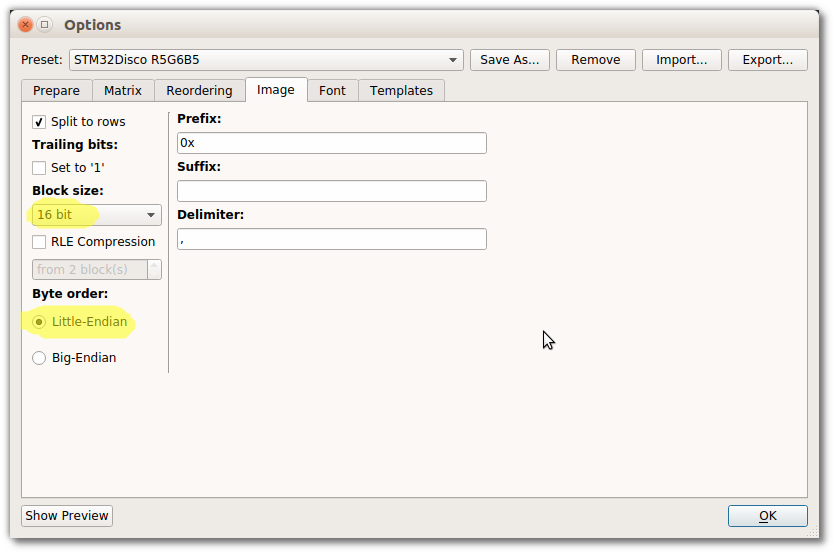 Options
Preset: STM32Disco R5G6B5 Save As... Remove Import... Export...
Prepare Matrix Reordering Image Font Templates
Split to rows
Trailing bits:
Set to '1'
Block size:
16 bit
RLE Compression
from 2 block(s)
Byte order:
Little-Endian
Big-Endian
Prefix:
0x
Suffix:
Delimiter:
,
Show Preview OK